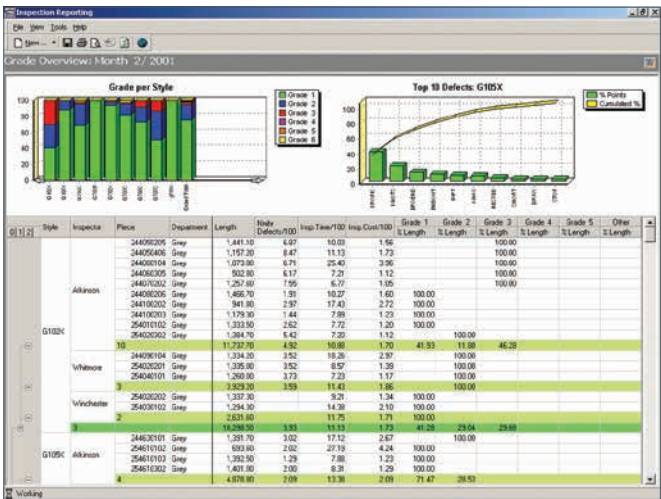 Inspection Reporting
File View Tools Help
New...
Grade Overview: Month 2/2001
Grade per Style
100
90
60
40
20
0
Grade 1
Grade 2
Grade 3
Grade 4
Grade 5
Grade 6
Top 10 Defects: G105X
100
80
60
40
20
0
% Points
Cumulated %
0 1 2 Style Inspector Piece Department Length Nmbr Defects/100 Insp.Time/100 Insp.Cost/100 Grade 1 % Length Grade 2 % Length Grade 3 % Length Grade 4 % Length Grade 5 % Length Other % Length
244058205 Grey 1,441.10 6.87 10.03 1.56 100.00
244050406 Grey 1,157.20 8.47 11.13 1.73 100.00
244060104 Grey 1,073.80 6.71 25.43 3.96 100.00
244060305 Grey 502.80 6.17 7.21 1.12 100.00
244070202 Grey 1,257.60 7.55 6.77 1.05 100.00
Atkinson 244080206 Grey 1,466.70 1.91 10.27 1.60 100.00
244100202 Grey 941.80 2.97 17.43 2.72 100.00
244100203 Grey 1,179.30 1.44 7.89 1.23 100.00
254010102 Grey 1,333.50 2.62 7.72 1.20 100.00
G102X 254020302 Grey 1,384.70 5.42 7.20 1.12 100.00
10 11,737.70 4.92 10.88 1.70 41.93 11.80 46.28
244090104 Grey 1,334.20 3.52 18.26 2.97 100.00
Whitmore 254020201 Grey 1,335.00 3.52 8.57 1.39 100.00
254040101 Grey 1,260.00 3.73 7.23 1.17 100.00
3 3,929.20 3.59 11.43 1.86 100.00
Winchester 254020202 Grey 1,337.30 9.21 1.34 100.00
254030102 Grey 1,294.30 14.38 2.10 100.00
2 2,631.60 11.75 1.71 100.00
3 18,298.50 3.93 11.13 1.73 41.28 29.04 29.68
244630101 Grey 1,391.70 3.02 17.12 2.67 100.00
G105X Atkinson 254610102 Grey 693.60 2.02 27.19 4.24 100.00
254610103 Grey 1,392.50 1.29 7.88 1.23 100.00
254610302 Grey 1,401.00 2.00 8.31 1.29 100.00
4 4,878.80 2.09 13.38 2.09 71.47 28.53
Working